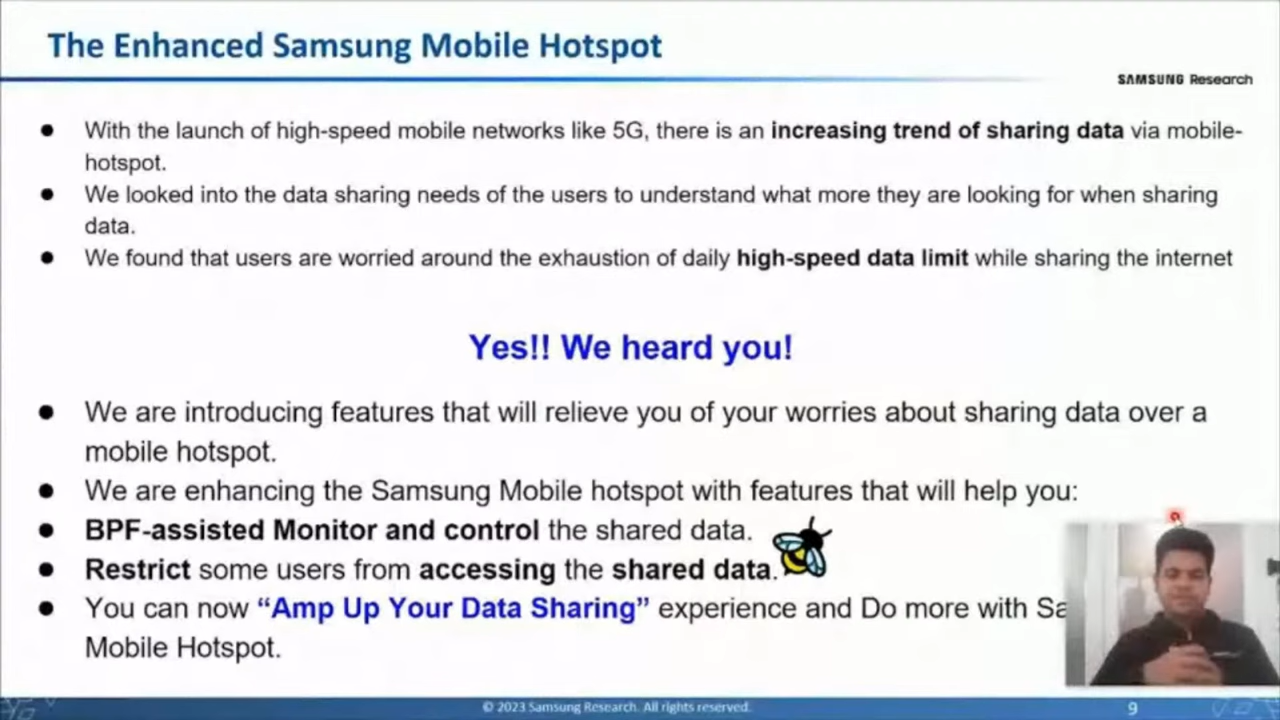 The Enhanced Samsung Mobile Hotspot
SAMSUNG Research
● With the launch of high-speed mobile networks like 5G, there is an increasing trend of sharing data via mobile-
hotspot.
● We looked into the data sharing needs of the users to understand what more they are looking for when sharing
data.
● We found that users are worried around the exhaustion of daily high-speed data limit while sharing the internet
Yes!! We heard you!
● We are introducing features that will relieve you of your worries about sharing data over a
mobile hotspot.
● We are enhancing the Samsung Mobile hotspot with features that will help you:
● BPF-assisted Monitor and control the shared data.
● Restrict some users from accessing the shared data.
● You can now “Amp Up Your Data Sharing” experience and Do more with Sa
Mobile Hotspot.
© 2023 Samsung Research. All rights reserved.
9